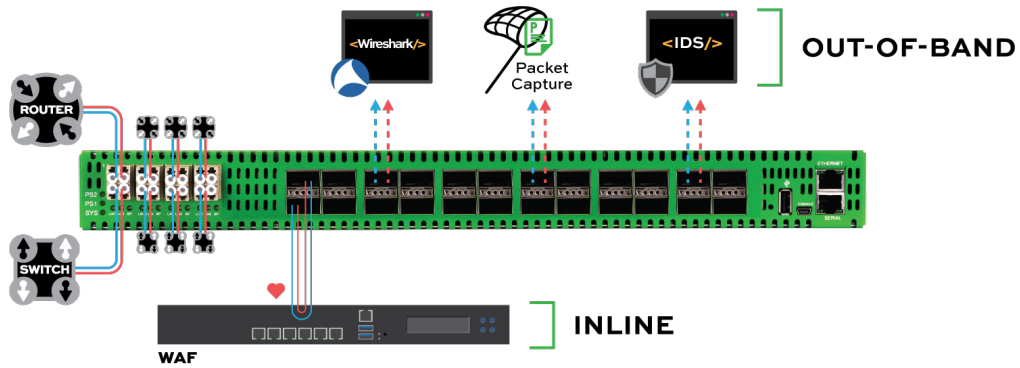 <Wireshark/>
P
Packet
Capture
<IDS/>
OUT-OF-BAND
ROUTER
ETHERNET
PS2
PS1
SYS
SERIAL
SWITCH
INLINE
WAF